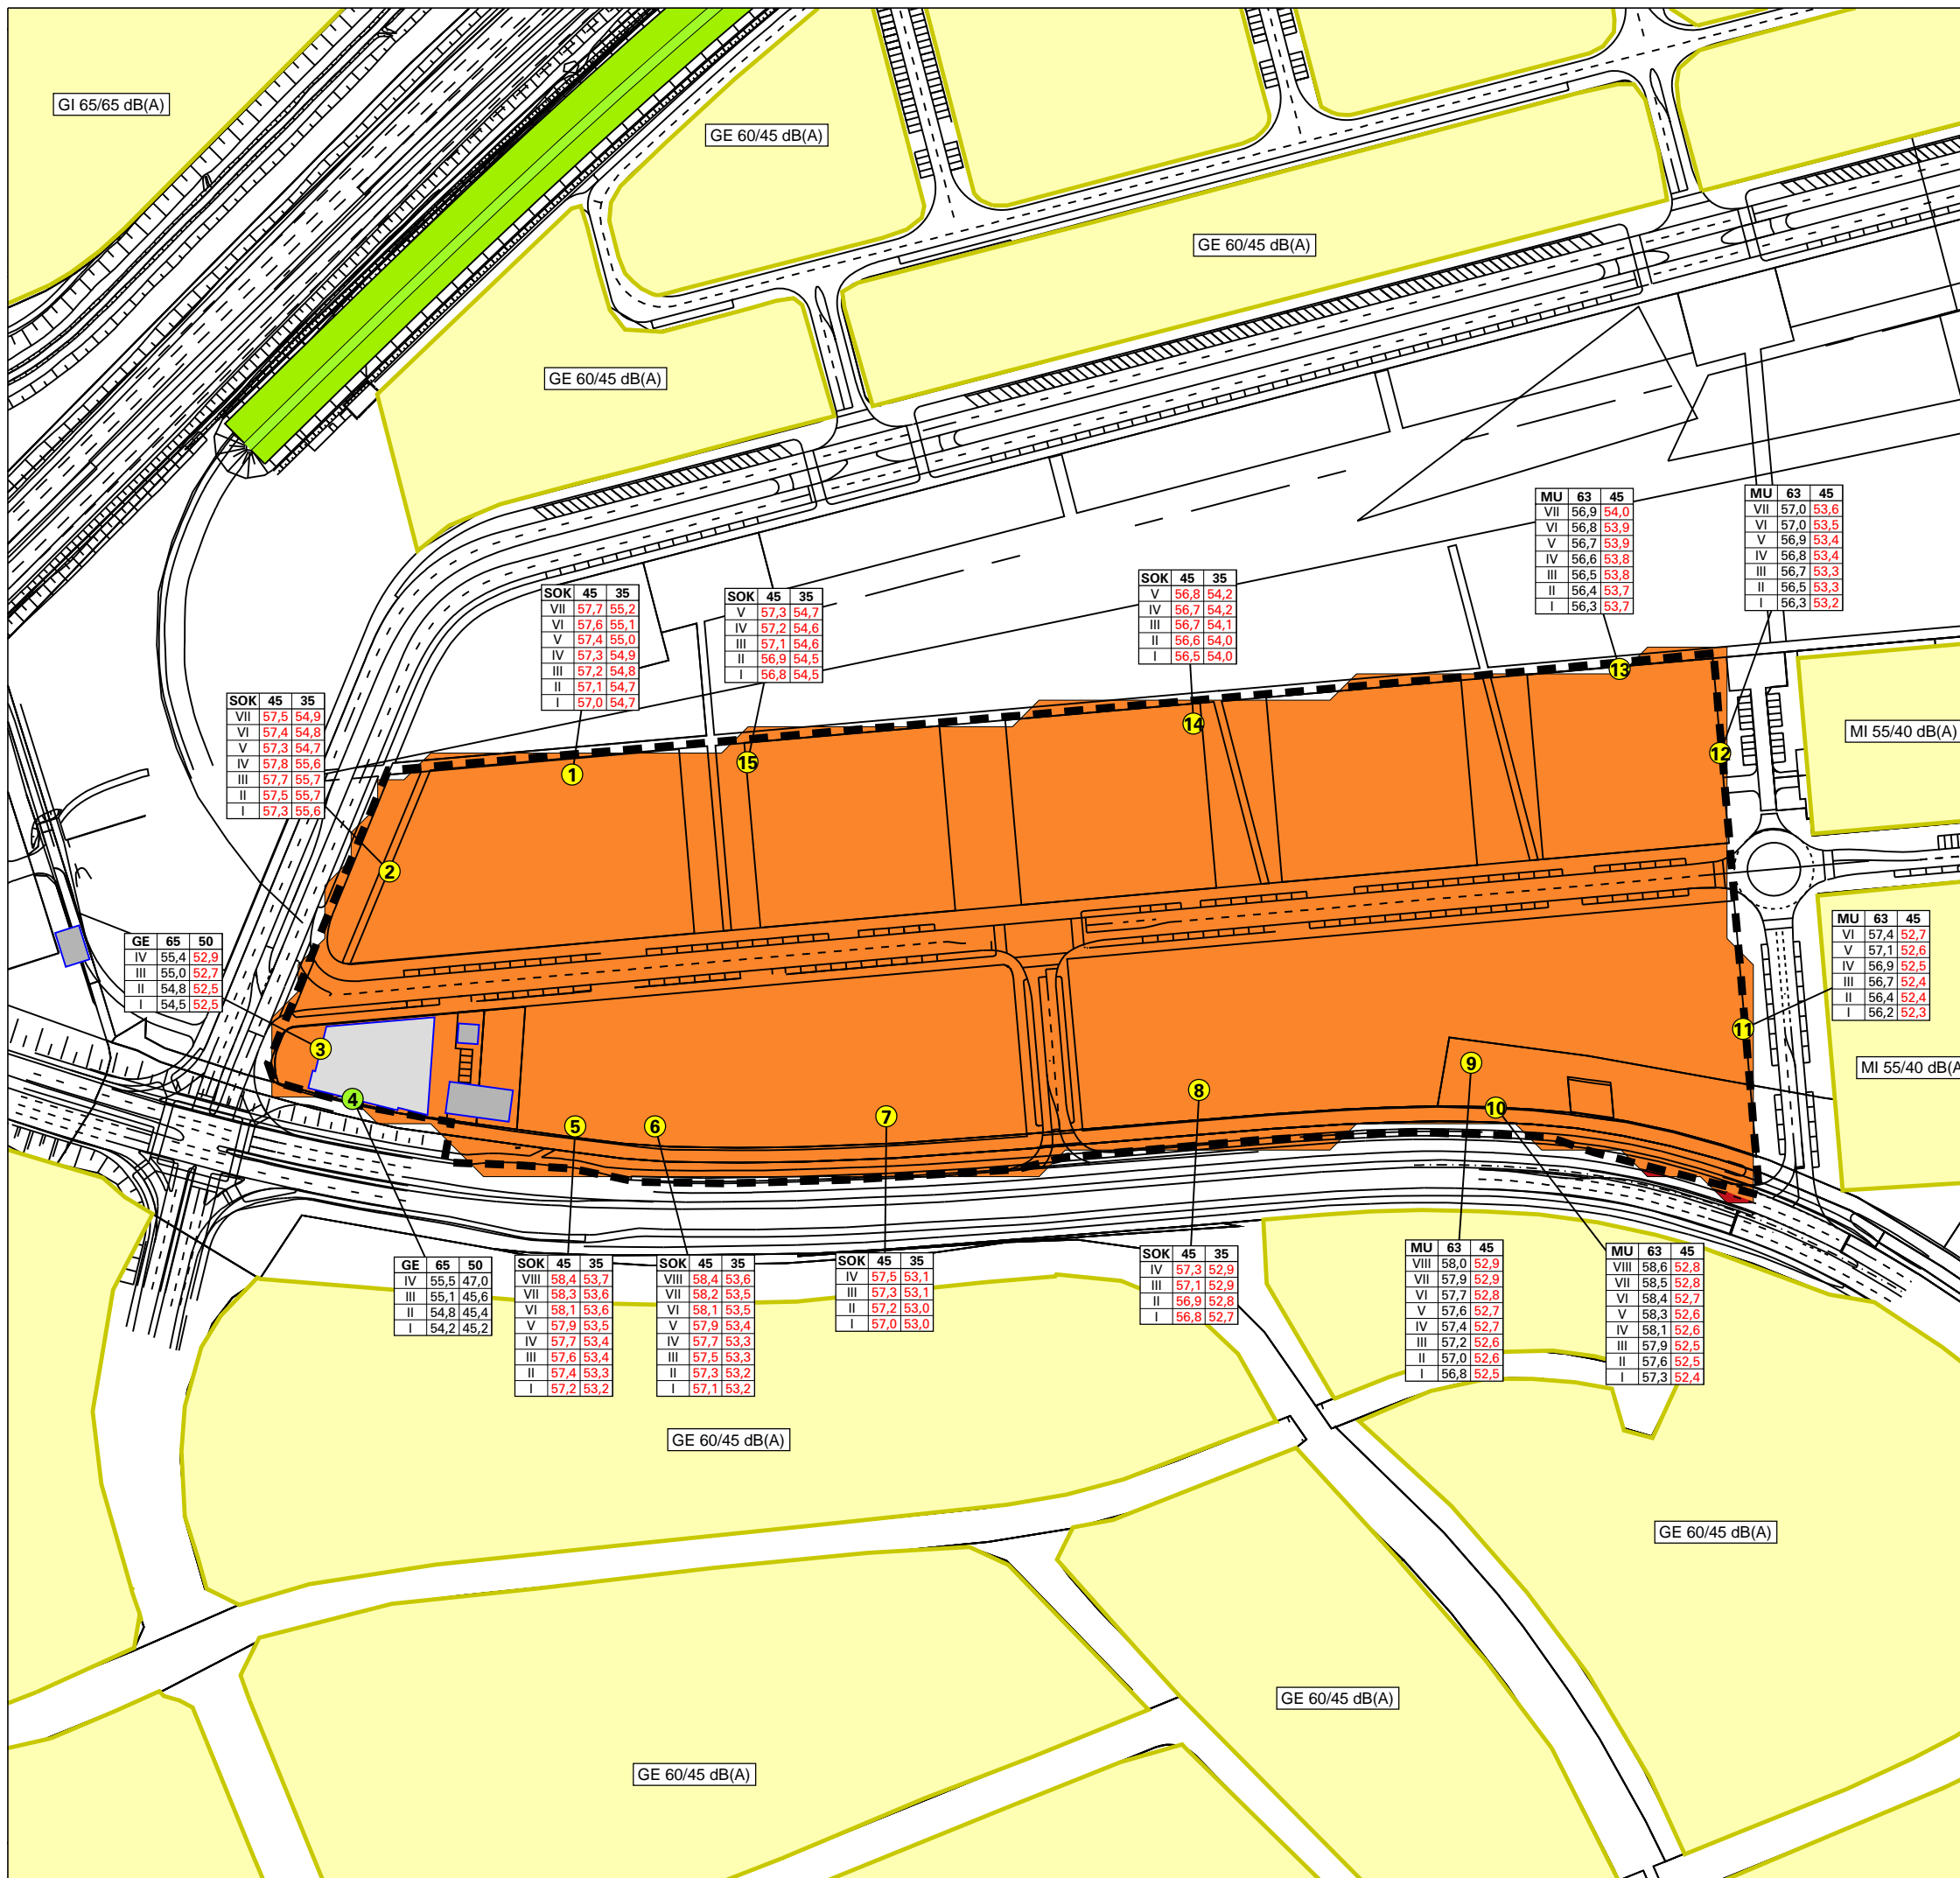 GI 65/65 dB(A)
GE 60/45 dB(A)
GE 60/45 dB(A)
GE 60/45 dB(A)
MU 63 45
VII 56,9 54,0
VI 56,8 53,9
V 56,7 53,9
IV 56,6 53,8
III 56,5 53,8
II 56,4 53,7
I 56,3 53,7
MU 63 45
VII 57,0 53,6
VI 57,0 53,5
V 56,9 53,4
IV 56,8 53,4
III 56,7 53,3
II 56,5 53,3
I 56,3 53,2
SOK 45 35
VII 57,7 55,2
VI 57,6 55,1
V 57,4 55,0
IV 57,3 54,9
III 57,2 54,8
II 57,1 54,7
I 57,0 54,7
SOK 45 35
V 57,3 54,7
IV 57,2 54,6
III 57,1 54,6
II 56,9 54,5
I 56,8 54,5
SOK 45 35
V 56,8 54,2
IV 56,7 54,2
III 56,7 54,1
II 56,6 54,0
I 56,5 54,0
SOK 45 35
VII 57,5 54,9
VI 57,4 54,8
V 57,3 54,7
IV 57,8 55,6
III 57,7 55,7
II 57,5 55,7
I 57,3 55,6
13
14
MI 55/40 dB(A)
12
15
1
2
GE 65 50
IV 55,4 52,9
III 55,0 52,7
II 54,8 52,5
I 54,5 52,5
MU 63 45
VI 57,4 52,7
V 57,1 52,6
IV 56,9 52,5
III 56,7 52,4
II 56,4 52,4
I 56,2 52,3
11
3
9
MI 55/40 dB(A
8
4
10
7
5
6
GE 65 50
IV 55,5 47,0
III 55,1 45,6
II 54,8 45,4
I 54,2 45,2
SOK 45 35
VIII 58,4 53,7
VII 58,3 53,6
VI 58,1 53,6
V 57,9 53,5
IV 57,7 53,4
III 57,6 53,4
II 57,4 53,3
I 57,2 53,2
SOK 45 35
VIII 58,4 53,6
VII 58,2 53,5
VI 58,1 53,5
V 57,9 53,4
IV 57,7 53,3
III 57,5 53,3
II 57,3 53,2
I 57,1 53,2
SOK 45 35
IV 57,5 53,1
III 57,3 53,1
II 57,2 53,0
I 57,0 53,0
SOK 45 35
IV 57,3 52,9
III 57,1 52,9
II 56,9 52,8
I 56,8 52,7
MU 63 45
VIII 58,0 52,9
VII 57,9 52,9
VI 57,7 52,8
V 57,6 52,7
IV 57,4 52,7
III 57,2 52,6
II 57,0 52,6
I 56,8 52,5
MU 63 45
VIII 58,6 52,8
VII 58,5 52,8
VI 58,4 52,7
V 58,3 52,6
IV 58,1 52,6
III 57,9 52,5
II 57,6 52,5
I 57,3 52,4
GE 60/45 dB(A)
GE 60/45 dB(A)
GE 60/45 dB(A)
GE 60/45 dB(A)